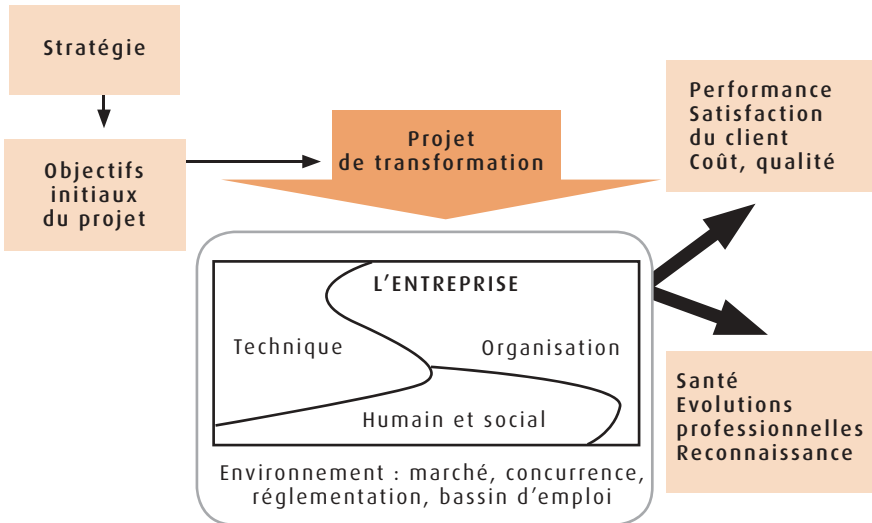 Stratégie
Objectifs
initiaux
du projet
Projet
de transformation
Performance
Satisfaction
du client
Coût, qualité
L’ENTREPRISE
Technique
Organisation
Humain et social
Environnement : marché, concurrence,
réglementation, bassin d’emploi
Santé
Evolutions
professionnelles
Reconnaissance